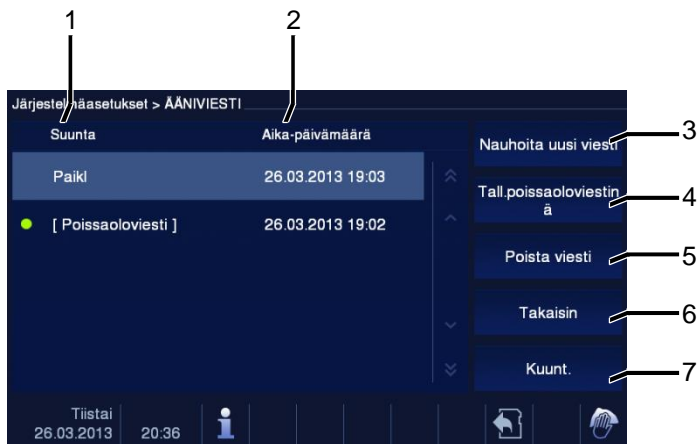 1
2
Järjestelmäasetukset > ÄÄNIVIESTI
Suunta
Aika-päivämäärä
Nauhoita uusi viesti
3
Paikl
26.03.2013 19:03
Tall.poissaoloviestin
ä
4
[ Poissaoloviesti ]
26.03.2013 19:02
Poista viesti
5
Takaisin
6
Kuunt.
7
Tiistai
26.03.2013
20:36